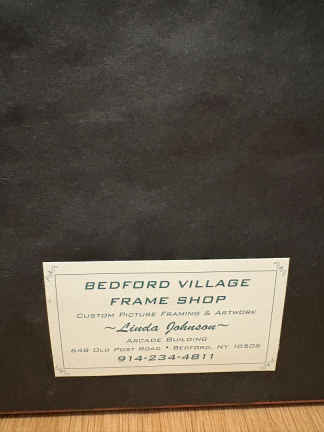 BEDFORD VILLAGE
FRAME SHOP
CUSTOM PICTURE FRAMING & ARTWORK
~Linda Johnson~
ARCADE BUILDING
648 OLD POST ROAD • BEDFORD, NY 10506
914-234-4811